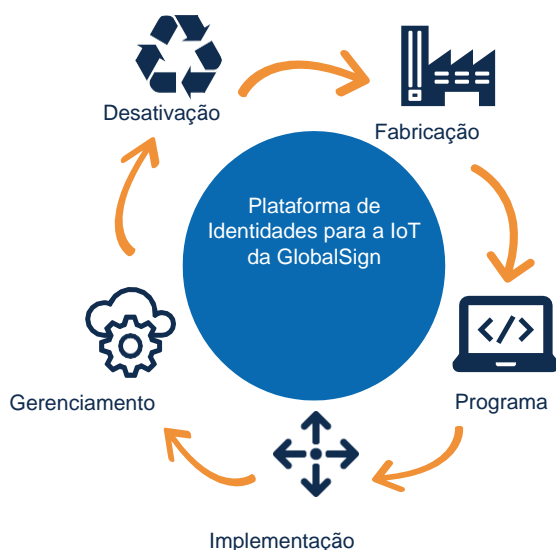 Desativação
Fabricação
Plataforma de
Identidades para a IoT
da GlobalSign
Gerenciamento
Programa
Implementação